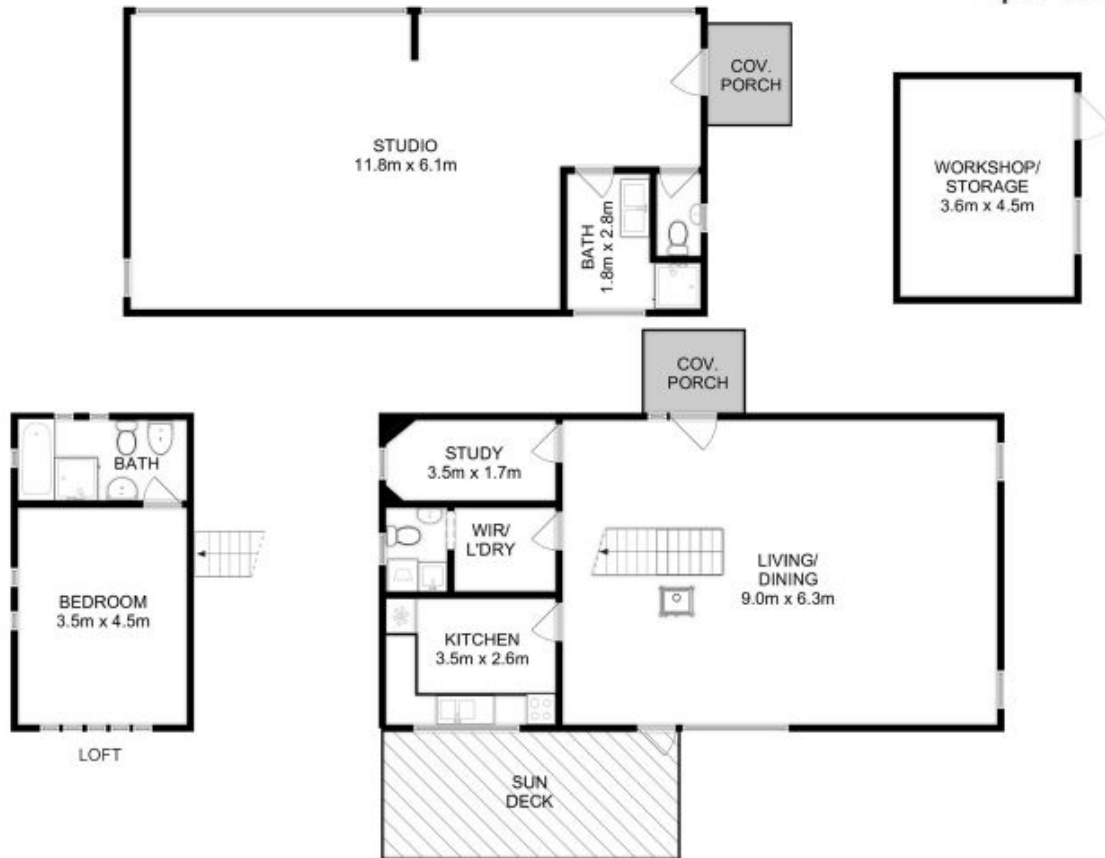 COV.
PORCH
STUDIO
11.8m x 6.1m
WORKSHOP/
STORAGE
3.6m x 4.5m
BATH
1.8m x 2.8m
COV.
PORCH
BATH
STUDY
3.5m x 1.7m
WIR/
L'DRY
LIVING/
DINING
9.0m x 6.3m
BEDROOM
3.5m x 4.5m
KITCHEN
3.5m x 2.6m
LOFT
SUN
DECK